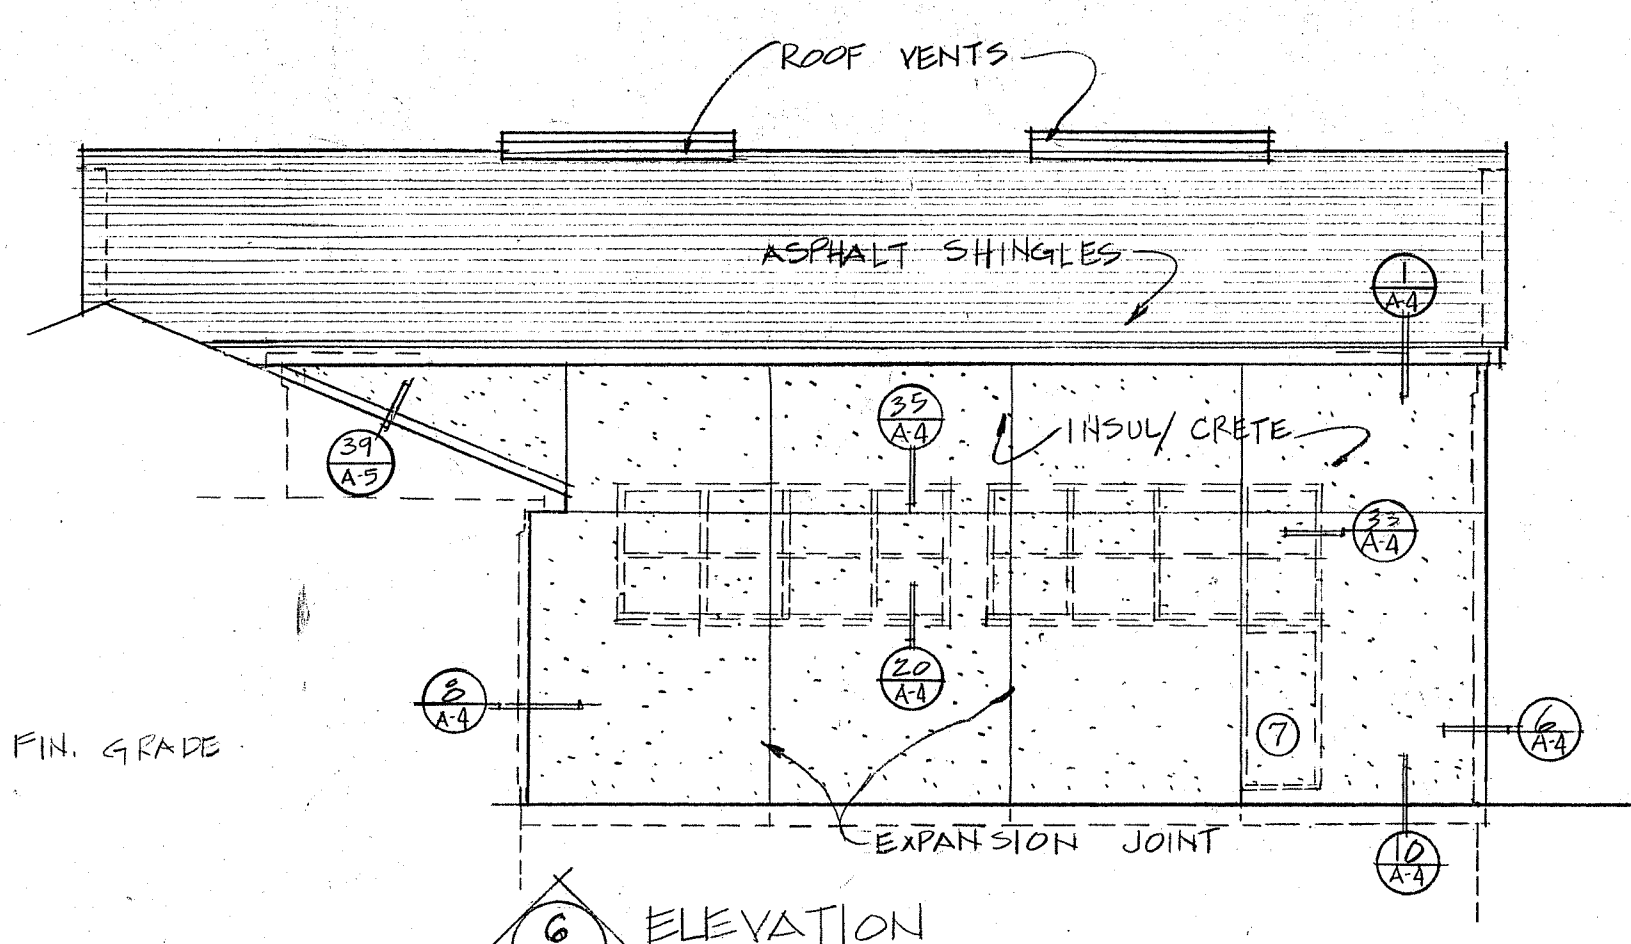 ROOF VENTS
ASPHALT SHINGLES
1
A-4
35
A-4
INSUL/ CRETE
39
A-5
33
A-4
20
A-4
8
A-4
7
6
A-4
FIN. GRADE
EXPANSION JOINT
10
A-4
6
ELEVATION